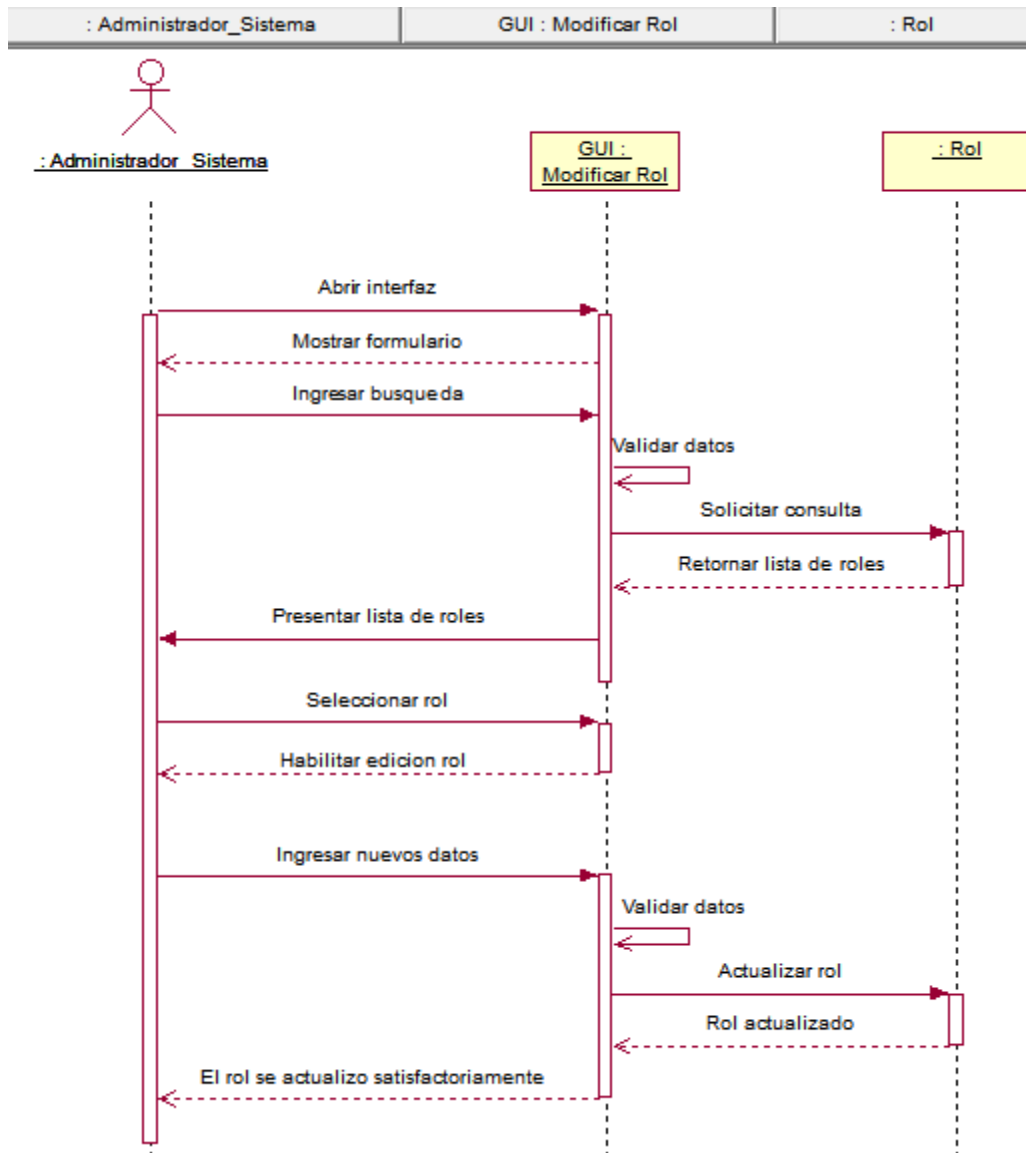 : Administrador_Sistema
GUI : Modificar Rol
: Rol
: Administrador_Sistema
GUI :
Modificar Rol
: Rol
Abrir interfaz
Mostrar formulario
Ingresar busqueda
Validar datos
Solicitar consulta
Retornar lista de roles
Presentar lista de roles
Seleccionar rol
Habilitar edicion rol
Ingresar nuevos datos
Validar datos
Actualizar rol
Rol actualizado
El rol se actualizo satisfactoriamente